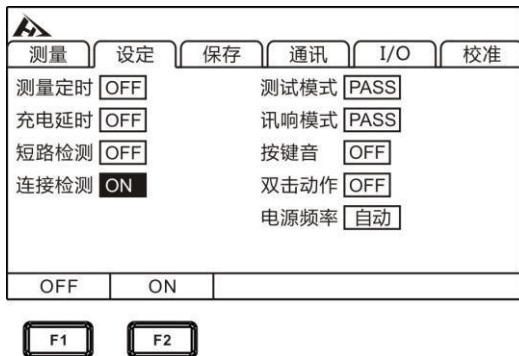 测量 设定 保存 通讯 I/O 校准
测量定时 OFF 测试模式 PASS
充电延时 OFF 讯响模式 PASS
短路检测 OFF 按键音 OFF
连接检测 ON 双击动作 OFF
电源频率 自动
OFF ON
F1 F2